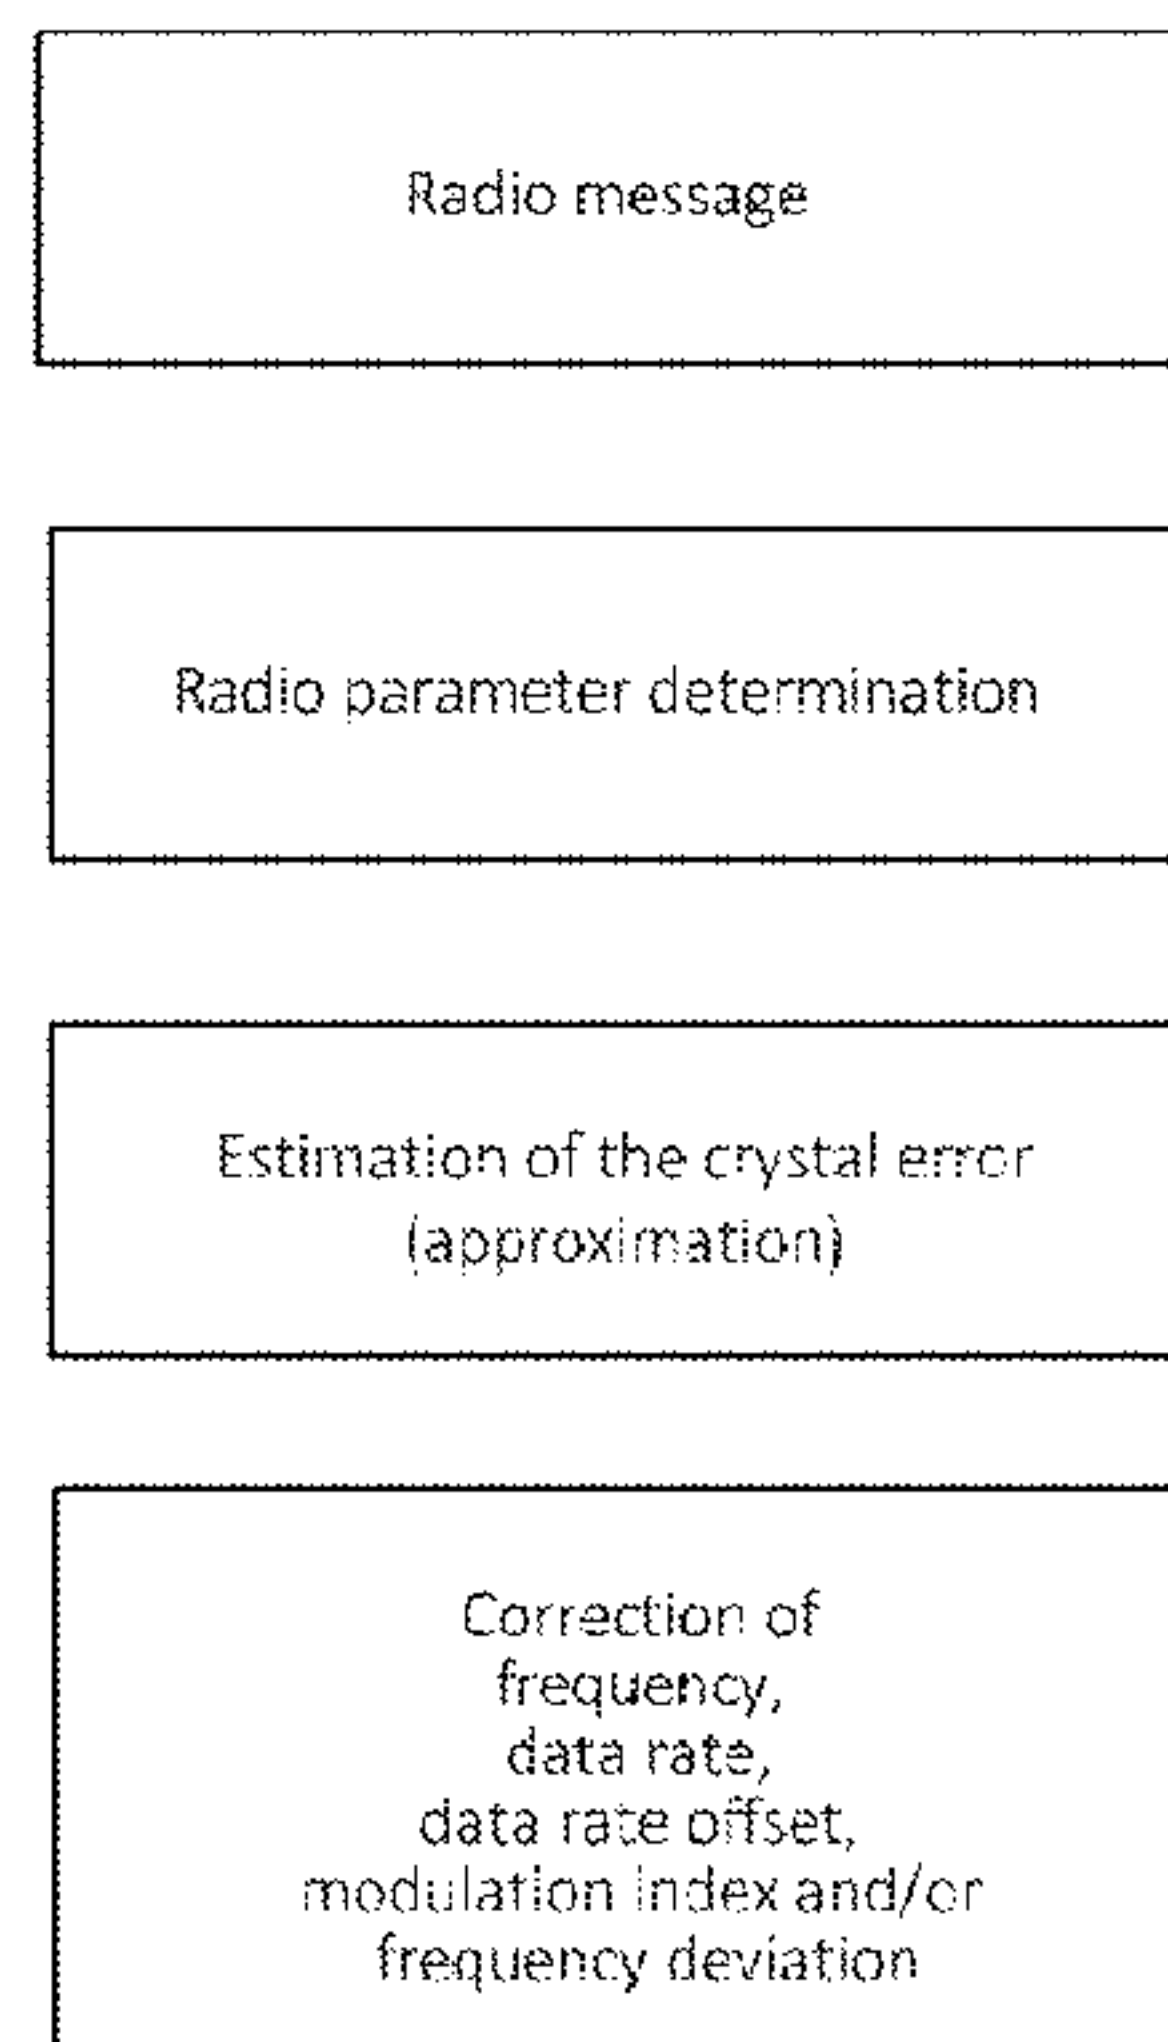 Radio message
Radio parameter determination
Estimation of the crystal error
(approximation)
Correction of
frequency,
data rate,
data rate offset,
modulation index and/or
frequency deviation